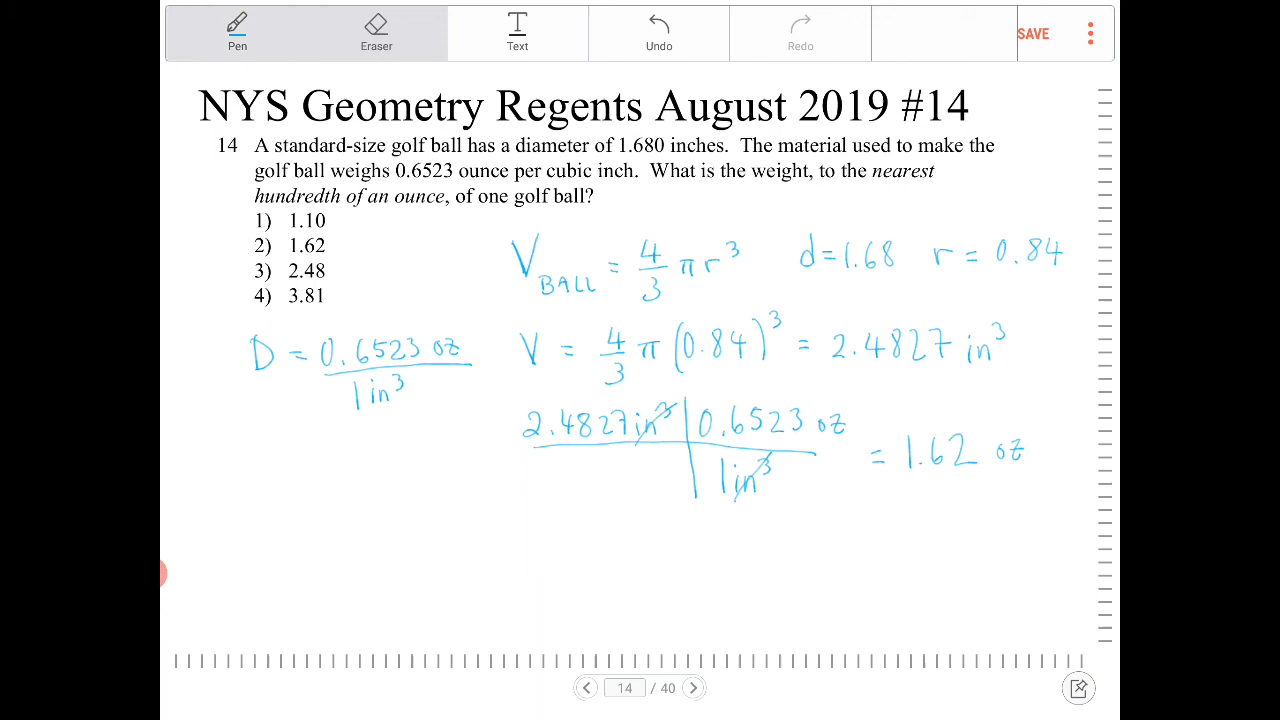 Pen Eraser Text Undo Redo SAVE
NYS Geometry Regents August 2019 #14
14 A standard-size golf ball has a diameter of 1.680 inches. The material used to make the
golf ball weighs 0.6523 ounce per cubic inch. What is the weight, to the nearest
hundredth of an ounce, of one golf ball?
1) 1.10
2) 1.62
3) 2.48
4) 3.81
V BALL = 4/3 π r³ d=1.68 r = 0.84
D = 0.6523 oz / 1 in³
V = 4/3 π (0.84)³ = 2.4827 in³
2.4827 in³ | 0.6523 oz / 1 in³ = 1.62 oz
14 / 40